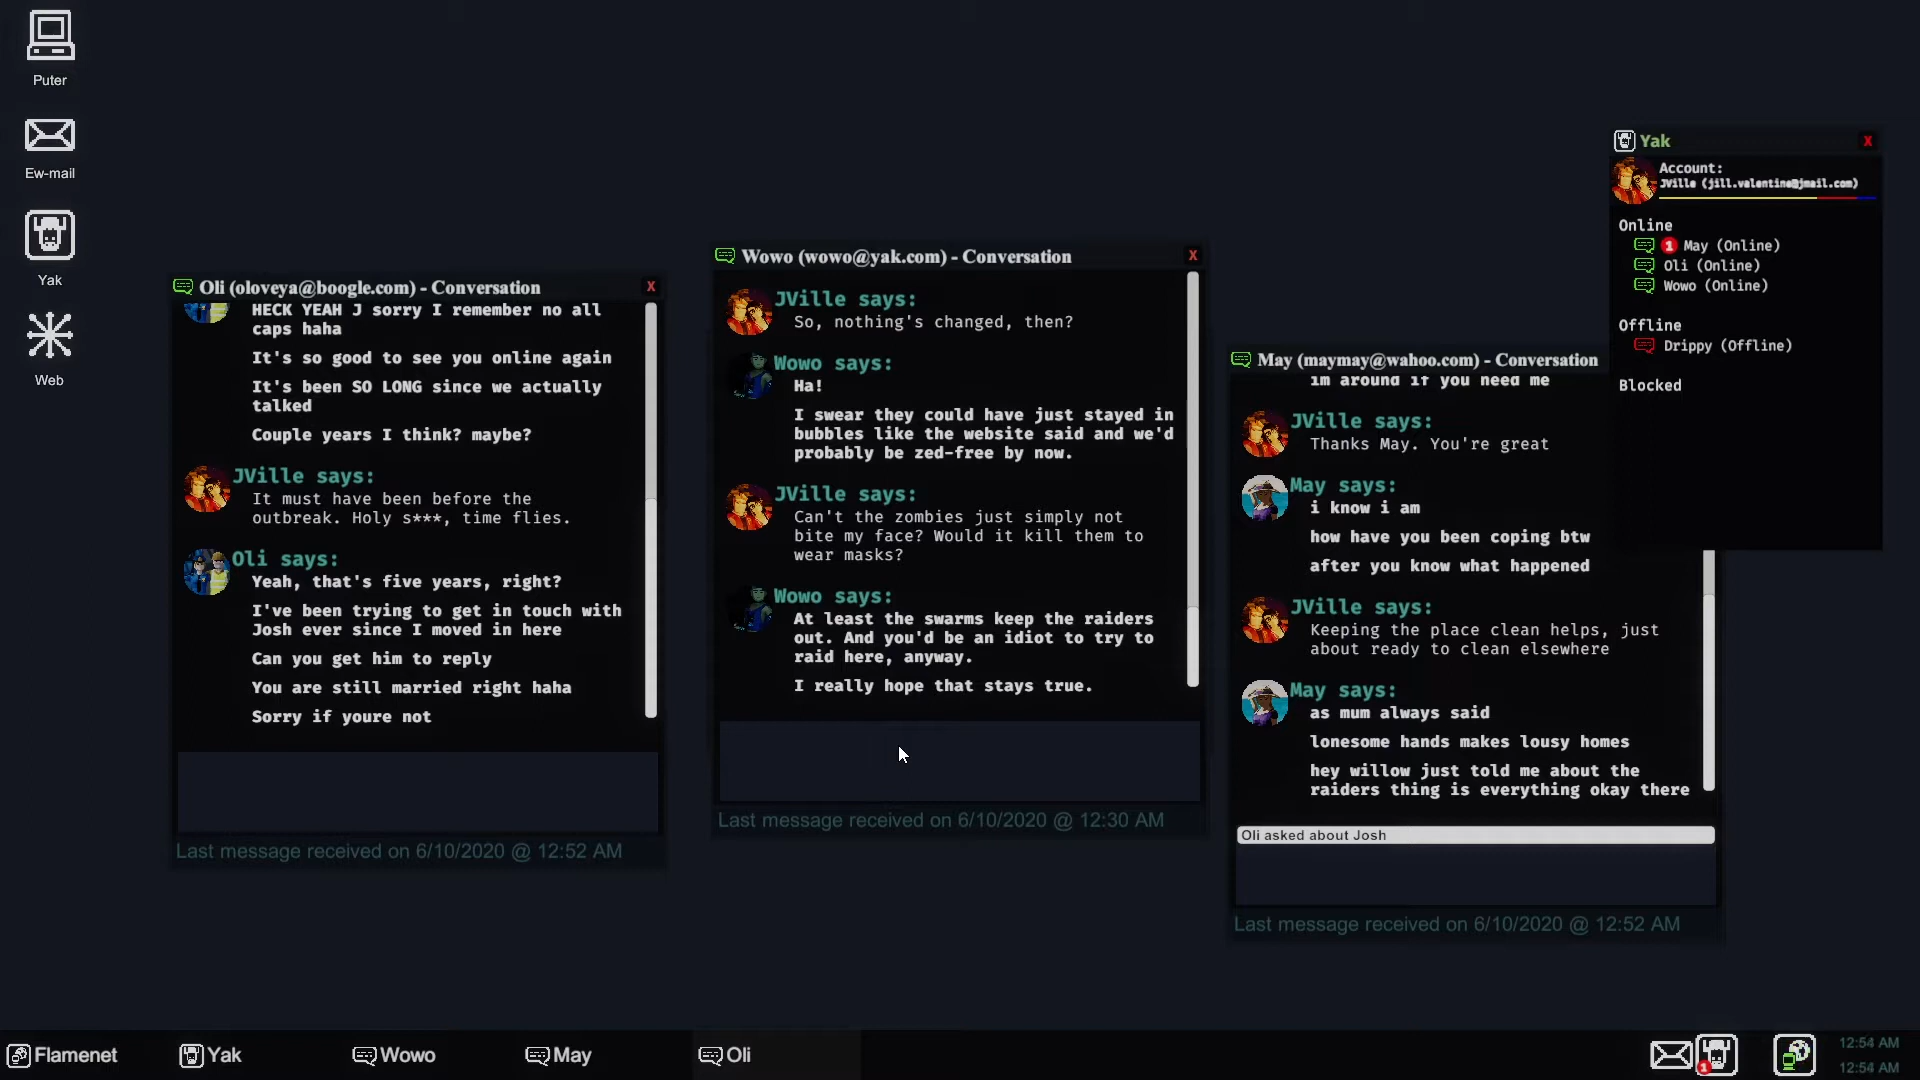 Puter
Ew-mail
Yak
Web
Oli (oloveya@boogle.com) - Conversation
X
HECK YEAH J sorry I remember no all
caps haha
It's so good to see you online again
It's been SO LONG since we actually
talked
Couple years I think? maybe?
JVille says:
It must have been before the
outbreak. Holy s***, time flies.
Oli says:
Yeah, that's five years, right?
I've been trying to get in touch with
Josh ever since I moved in here
Can you get him to reply
You are still married right haha
Sorry if youre not
Last message received on 6/10/2020 @ 12:52 AM
Wowo (wowo@yak.com) - Conversation
X
JVille says:
So, nothing's changed, then?
Wowo says:
Ha!
I swear they could have just stayed in
bubbles like the website said and we'd
probably be zed-free by now.
JVille says:
Can't the zombies just simply not
bite my face? Would it kill them to
wear masks?
Wowo says:
At least the swarms keep the raiders
out. And you'd be an idiot to try to
raid here, anyway.
I really hope that stays true.
Last message received on 6/10/2020 @ 12:30 AM
May (maymay@wahoo.com) - Conversation
im around if you need me
JVille says:
Thanks May. You're great
May says:
i know i am
how have you been coping btw
after you know what happened
JVille says:
Keeping the place clean helps, just
about ready to clean elsewhere
May says:
as mum always said
lonesome hands makes lousy homes
hey willow just told me about the
raiders thing is everything okay there
Oli asked about Josh
Last message received on 6/10/2020 @ 12:52 AM
Yak
X
Account:
JVille (jill.valentine@jmail.com)
Online
1 May (Online)
Oli (Online)
Wowo (Online)
Offline
Drippy (Offline)
Blocked
Flamenet
Yak
Wowo
May
Oli
1
12:54 AM
12:54 AM